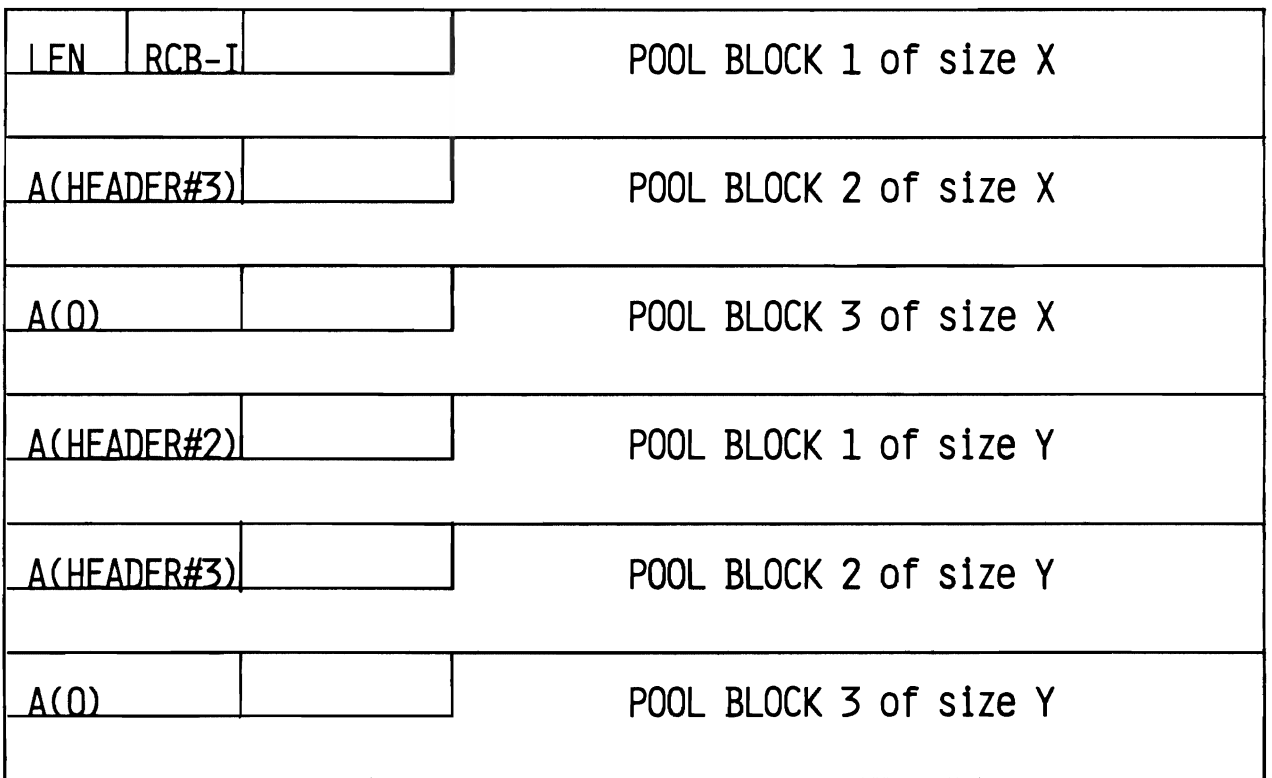 LEN RCB-I POOL BLOCK 1 of size X
A(HEADER#3) POOL BLOCK 2 of size X
A(0) POOL BLOCK 3 of size X
A(HEADER#2) POOL BLOCK 1 of size Y
A(HEADER#3) POOL BLOCK 2 of size Y
A(0) POOL BLOCK 3 of size Y